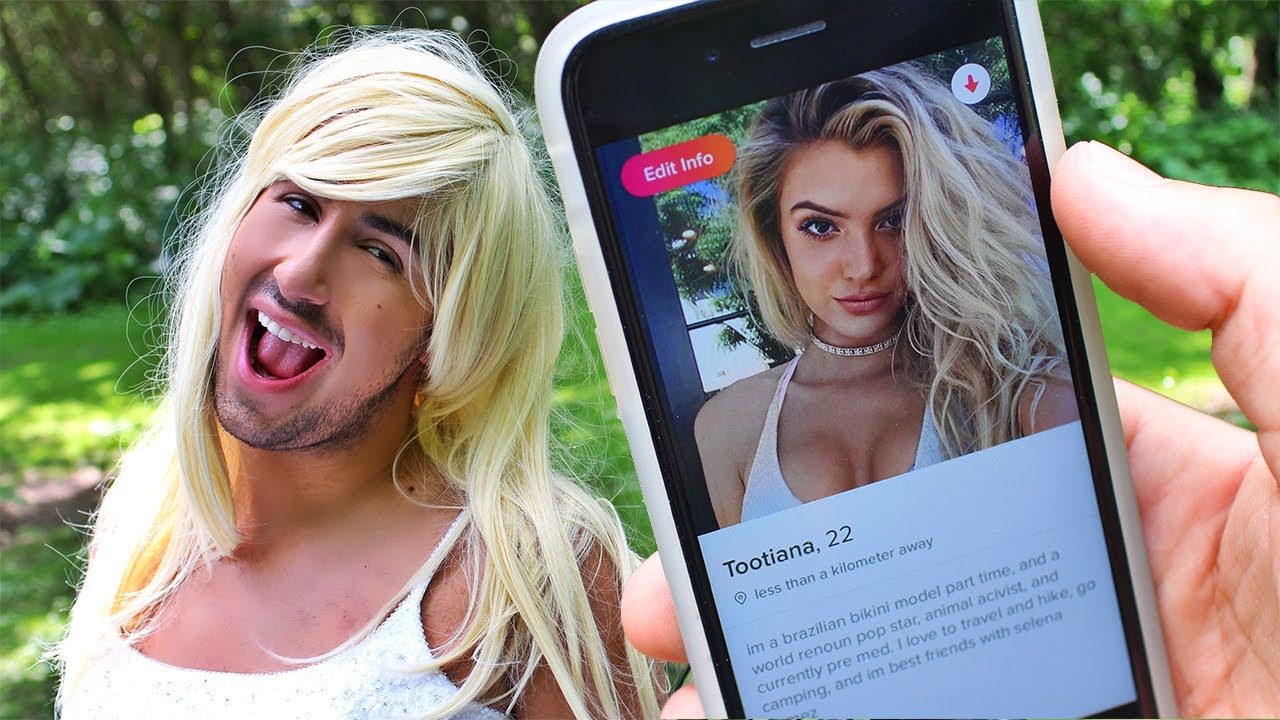 Edit Info
Tootiana, 22
less than a kilometer away
im a brazilian bikini model part time, and a
world renoun pop star, animal acivist, and
currently pre med. I love to travel and hike, go
camping, and im best friends with selena